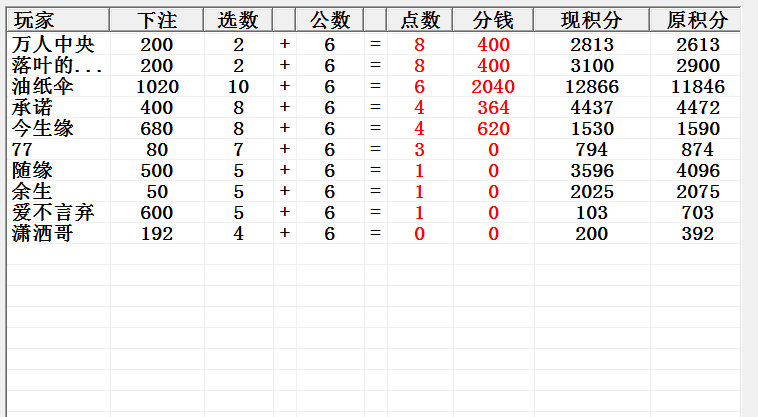 玩家 下注 选数 公数 点数 分钱 现积分 原积分
万人中央 200 2 + 6 = 8 400 2813 2613
落叶的... 200 2 + 6 = 8 400 3100 2900
油纸伞 1020 10 + 6 = 6 2040 12866 11846
承诺 400 8 + 6 = 4 364 4437 4472
今生缘 680 8 + 6 = 4 620 1530 1590
77 80 7 + 6 = 3 0 794 874
随缘 500 5 + 6 = 1 0 3596 4096
余生 50 5 + 6 = 1 0 2025 2075
爱不言弃 600 5 + 6 = 1 0 103 703
潇洒哥 192 4 + 6 = 0 0 200 392